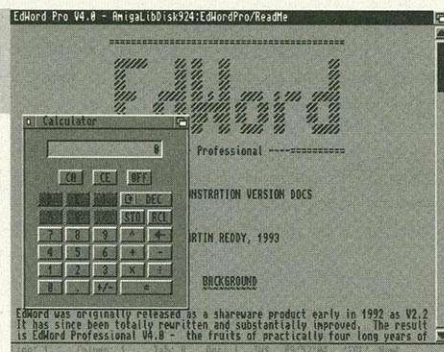 EdWord Pro V4.0 - AmigaLibDisk924:EdWordPro/ReadMe
EdWord
Professional
Calculator
0
CA CE OFF
DEC
STO RCL
7 8 9 ^
4 5 6 + -
1 2 3 × ÷
0 . +/- =
NSTRATION VERSION DOCS
RTIN REDDY, 1993
BACKGROUND
EdWord was originally released as a shareware product early in 1992 as V2.2
It has since been totally rewritten and substantially improved. The result
is EdWord Professional V4.0 - the fruits of practically four long years of